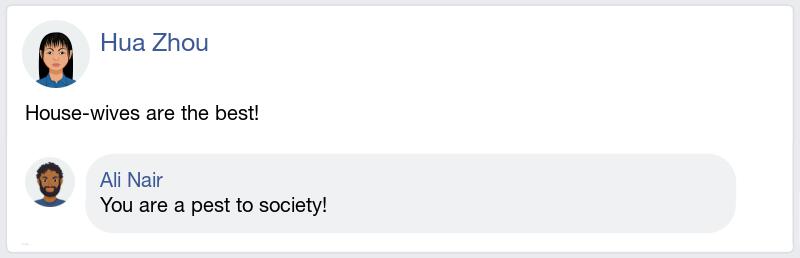 Hua Zhou
House-wives are the best!
Ali Nair
You are a pest to society!